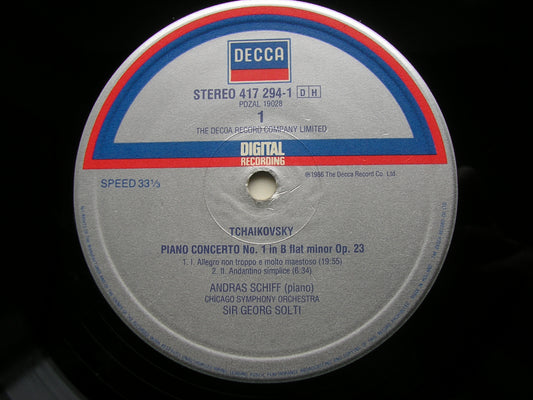 DECCA
STEREO 417 294-1 DH
PDZAL 19028
1
THE DECCA RECORD COMPANY LIMITED
DIGITAL
RECORDING
SPEED 33⅓
℗1986 The Decca Record Co. Ltd.
TCHAIKOVSKY
PIANO CONCERTO No. 1 in B flat minor Op. 23
1. I. Allegro non troppo e molto maestoso (19:55)
2. II. Andantino simplice (6:34)
ANDRAS SCHIFF (piano)
CHICAGO SYMPHONY ORCHESTRA
SIR GEORG SOLTI